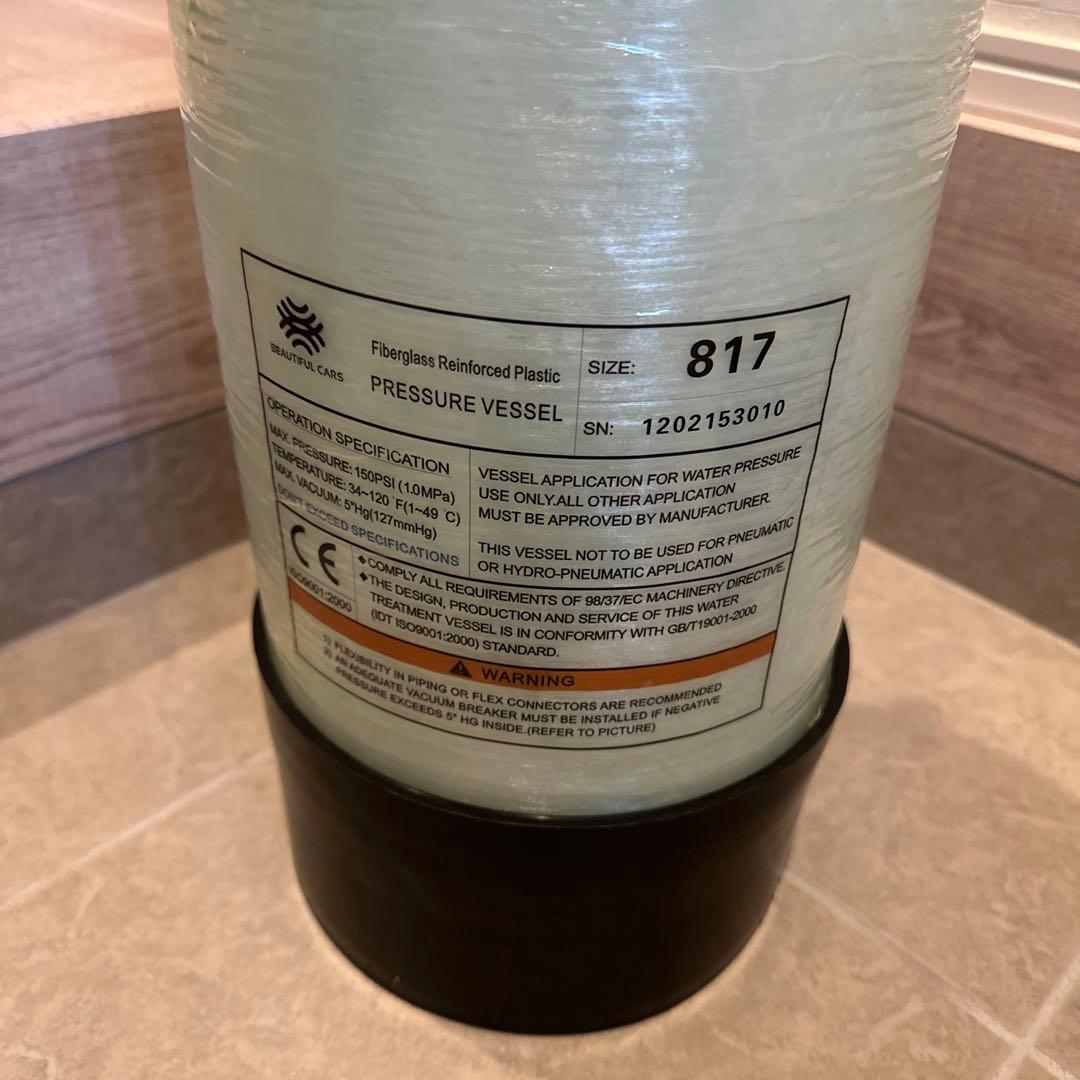 BEAUTIFUL CARS
Fiberglass Reinforced Plastic
PRESSURE VESSEL
SIZE: 817
SN: 1202153010
OPERATION SPECIFICATION
MAX. PRESSURE: 150PSI (1.0MPa)
TEMPERATURE: 34~120 °F(1~49 °C)
MAX. VACUUM: 5"Hg(127mmHg)
DON'T EXCEED SPECIFICATIONS
VESSEL APPLICATION FOR WATER PRESSURE
USE ONLY.ALL OTHER APPLICATION
MUST BE APPROVED BY MANUFACTURER.
THIS VESSEL NOT TO BE USED FOR PNEUMATIC
OR HYDRO-PNEUMATIC APPLICATION
CE
ISO9001:2000
◆COMPLY ALL REQUIREMENTS OF 98/37/EC MACHINERY DIRECTIVE.
◆THE DESIGN, PRODUCTION AND SERVICE OF THIS WATER
TREATMENT VESSEL IS IN CONFORMITY WITH GB/T19001-2000
(IDT ISO9001:2000) STANDARD.
WARNING
1) FLEXIBILITY IN PIPING OR FLEX CONNECTORS ARE RECOMMENDED
2) AN ADEQUATE VACUUM BREAKER MUST BE INSTALLED IF NEGATIVE
PRESSURE EXCEEDS 5" HG INSIDE.(REFER TO PICTURE)